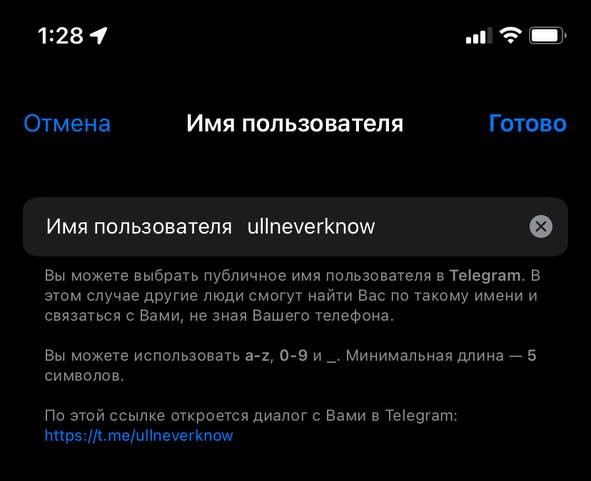 1:28
Отмена Имя пользователя Готово
Имя пользователя ullneverknow
Вы можете выбрать публичное имя пользователя в Telegram. В
этом случае другие люди смогут найти Вас по такому имени и
связаться с Вами, не зная Вашего телефона.
Вы можете использовать a-z, 0-9 и _. Минимальная длина — 5
символов.
По этой ссылке откроется диалог с Вами в Telegram:
https://t.me/ullneverknow